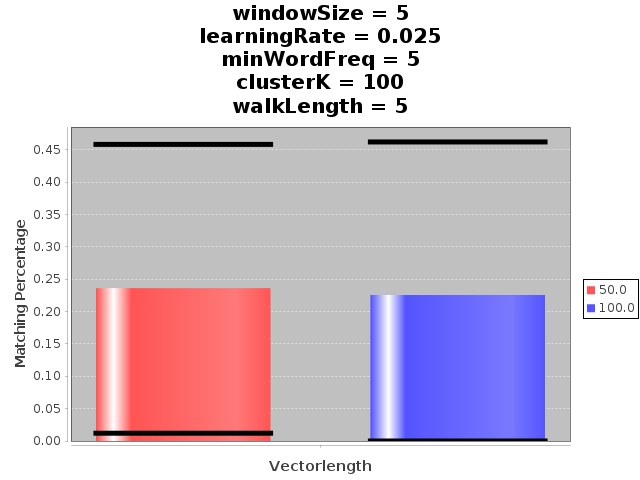 windowSize = 5
learningRate = 0.025
minWordFreq = 5
clusterK = 100
walkLength = 5
Matching Percentage
0.45
0.40
0.35
0.30
0.25
0.20
0.15
0.10
0.05
0.00
50.0
100.0
Vectorlength